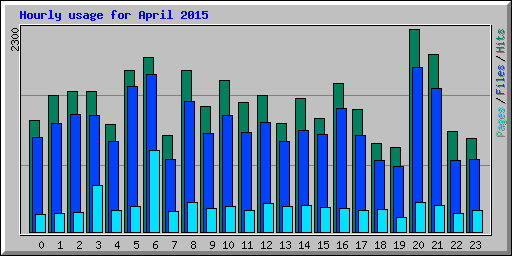 Hourly usage for April 2015
2300
Pages/Files/Hits
0 1 2 3 4 5 6 7 8 9 10 11 12 13 14 15 16 17 18 19 20 21 22 23